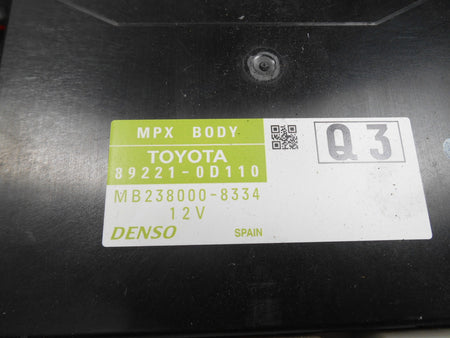 MPX BODY
TOYOTA
89221-0D110
MB238000-8334
12V
DENSO
SPAIN
Q3